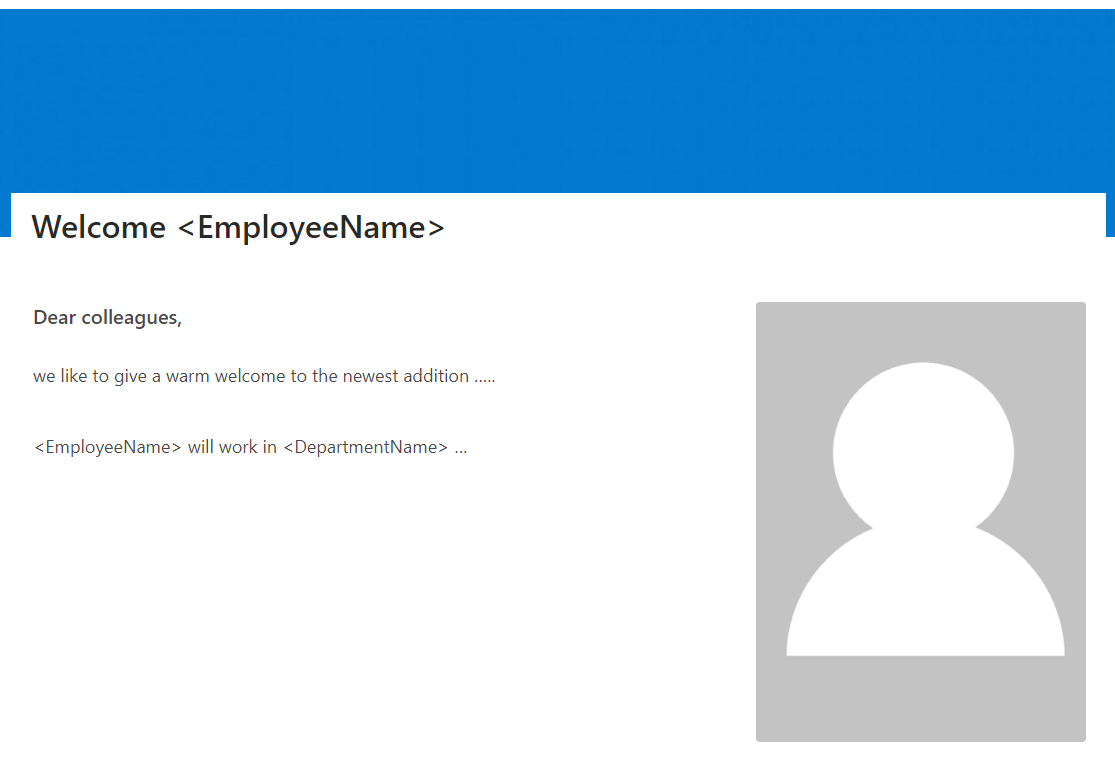 Welcome <EmployeeName>
Dear colleagues,
we like to give a warm welcome to the newest addition .....
<EmployeeName> will work in <DepartmentName> ...